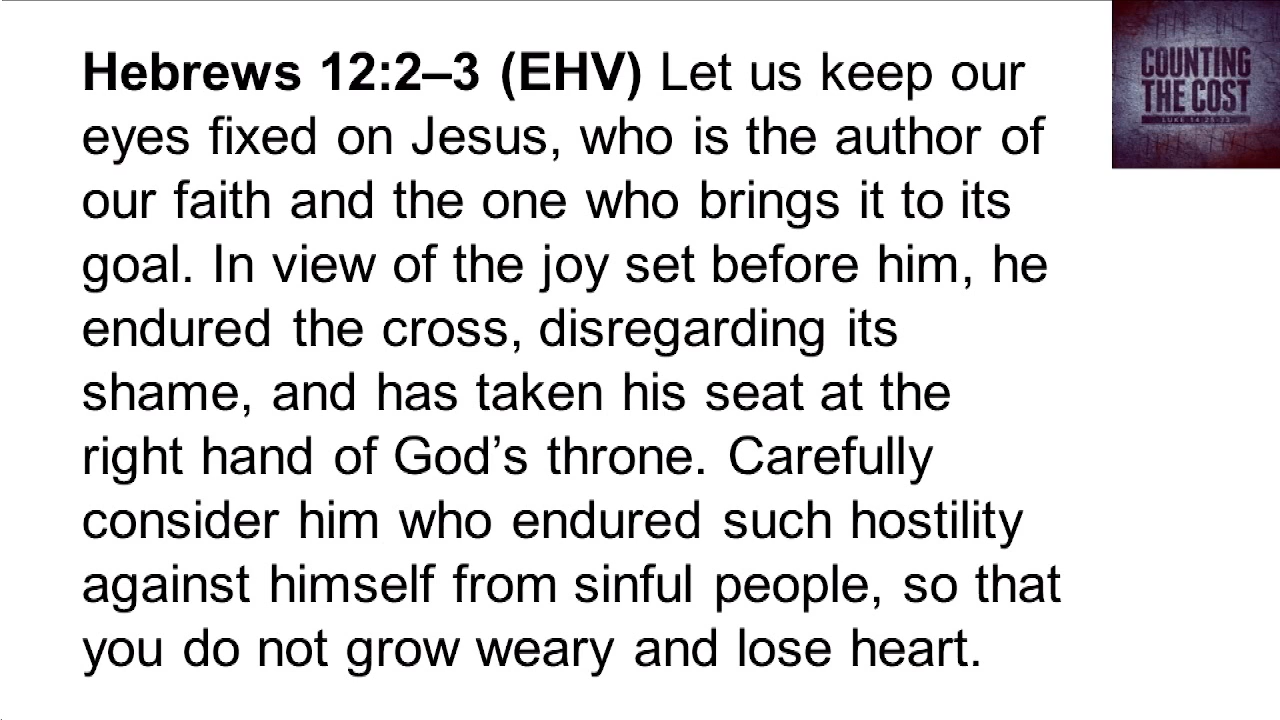 Hebrews 12:2–3 (EHV) Let us keep our
eyes fixed on Jesus, who is the author of
our faith and the one who brings it to its
goal. In view of the joy set before him, he
endured the cross, disregarding its
shame, and has taken his seat at the
right hand of God’s throne. Carefully
consider him who endured such hostility
against himself from sinful people, so that
you do not grow weary and lose heart.
COUNTING
THE COST
LUKE 14:25-33